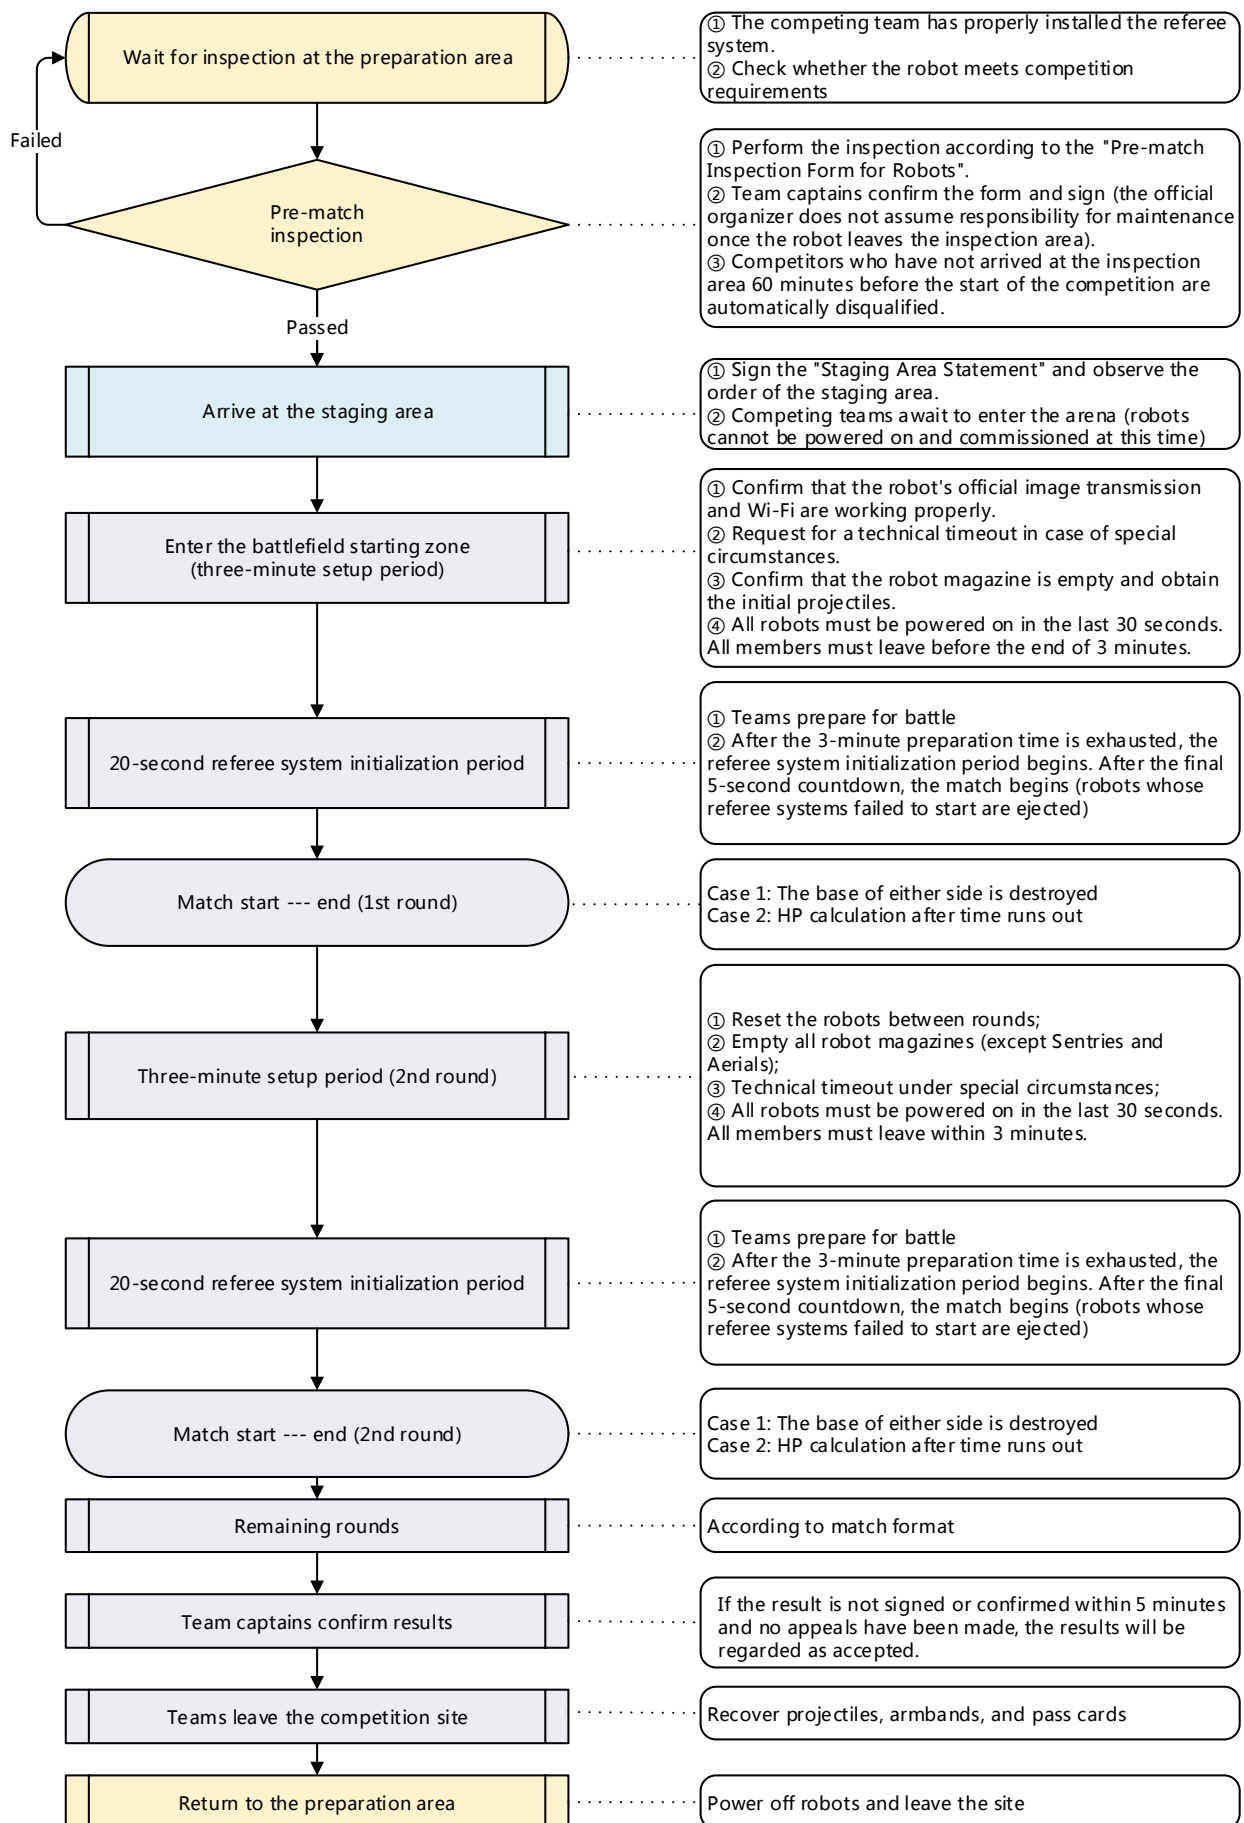 Wait for inspection at the preparation area
① The competing team has properly installed the referee
system.
② Check whether the robot meets competition
requirements
Failed
Pre-match
inspection
① Perform the inspection according to the "Pre-match
Inspection Form for Robots".
② Team captains confirm the form and sign (the official
organizer does not assume responsibility for maintenance
once the robot leaves the inspection area).
③ Competitors who have not arrived at the inspection
area 60 minutes before the start of the competition are
automatically disqualified.
Passed
Arrive at the staging area
① Sign the "Staging Area Statement" and observe the
order of the staging area.
② Competing teams await to enter the arena (robots
cannot be powered on and commissioned at this time)
Enter the battlefield starting zone
(three-minute setup period)
① Confirm that the robot's official image transmission
and Wi-Fi are working properly.
② Request for a technical timeout in case of special
circumstances.
③ Confirm that the robot magazine is empty and obtain
the initial projectiles.
④ All robots must be powered on in the last 30 seconds.
All members must leave before the end of 3 minutes.
20-second referee system initialization period
① Teams prepare for battle
② After the 3-minute preparation time is exhausted, the
referee system initialization period begins. After the final
5-second countdown, the match begins (robots whose
referee systems failed to start are ejected)
Match start --- end (1st round)
Case 1: The base of either side is destroyed
Case 2: HP calculation after time runs out
Three-minute setup period (2nd round)
① Reset the robots between rounds;
② Empty all robot magazines (except Sentries and
Aerials);
③ Technical timeout under special circumstances;
④ All robots must be powered on in the last 30 seconds.
All members must leave within 3 minutes.
20-second referee system initialization period
① Teams prepare for battle
② After the 3-minute preparation time is exhausted, the
referee system initialization period begins. After the final
5-second countdown, the match begins (robots whose
referee systems failed to start are ejected)
Match start --- end (2nd round)
Case 1: The base of either side is destroyed
Case 2: HP calculation after time runs out
Remaining rounds
According to match format
Team captains confirm results
If the result is not signed or confirmed within 5 minutes
and no appeals have been made, the results will be
regarded as accepted.
Teams leave the competition site
Recover projectiles, armbands, and pass cards
Return to the preparation area
Power off robots and leave the site